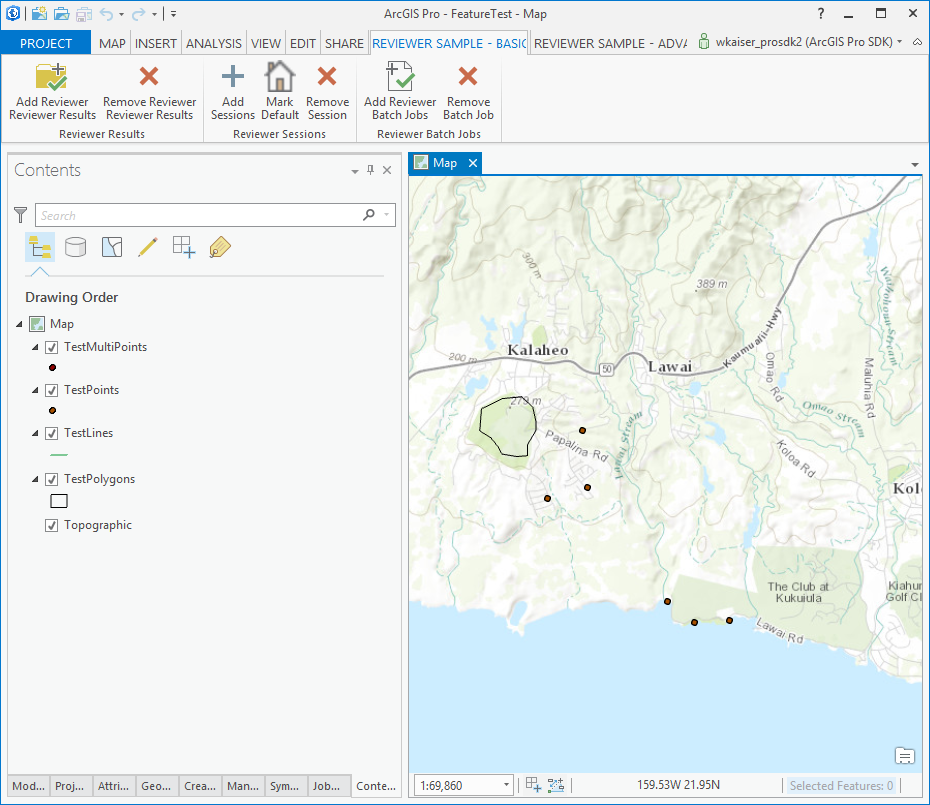 ArcGIS Pro - FeatureTest - Map
?
PROJECT MAP INSERT ANALYSIS VIEW EDIT SHARE REVIEWER SAMPLE - BASIC REVIEWER SAMPLE - ADVA wkaiser_prosdk2 (ArcGIS Pro SDK)
Add Reviewer Remove Reviewer Add Mark Remove Add Reviewer Remove
Reviewer Results Reviewer Results Sessions Default Session Batch Jobs Batch Job
Reviewer Results Reviewer Sessions Reviewer Batch Jobs
Contents
Search
Drawing Order
Map
TestMultiPoints
TestPoints
TestLines
TestPolygons
Topographic
Mod... Proj... Attri... Geo... Crea... Man... Sym... Job... Conte...
Map
300 m
389 m
Waikohonu Stream
Kaumualii-Hwy
200 m
Kalaheo
50
Lawai
Omao Rd
Maluhia Rd
279 m
Omao Stream
Papalina Rd
Stream
Koloa Rd
Kol
The Club at
Kukuiula
Kiahun
Golf Cl
Lawai Rd
1:69,860
159.53W 21.95N
Selected Features: 0